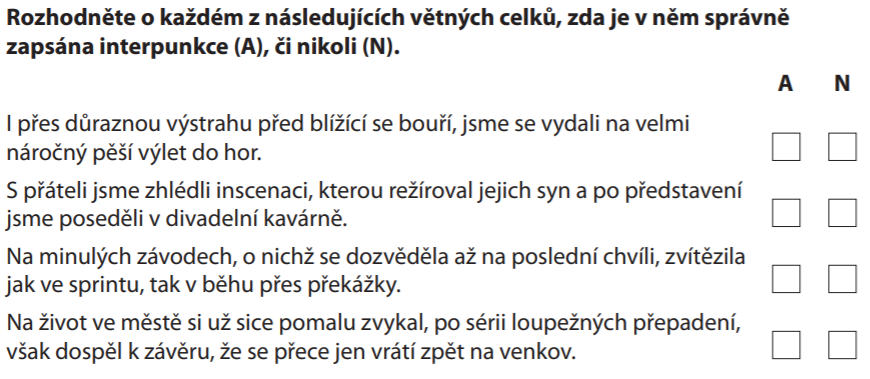 Rozhodněte o každém z následujících větných celků, zda je v něm správně
zapsána interpunkce (A), či nikoli (N).
A N
I přes důraznou výstrahu před blížící se bouří, jsme se vydali na velmi
náročný pěší výlet do hor.
S přáteli jsme zhlédli inscenaci, kterou režíroval jejich syn a po představení
jsme poseděli v divadelní kavárně.
Na minulých závodech, o nichž se dozvěděla až na poslední chvíli, zvítězila
jak ve sprintu, tak v běhu přes překážky.
Na život ve městě si už sice pomalu zvykal, po sérii loupežných přepadení,
však dospěl k závěru, že se přece jen vrátí zpět na venkov.